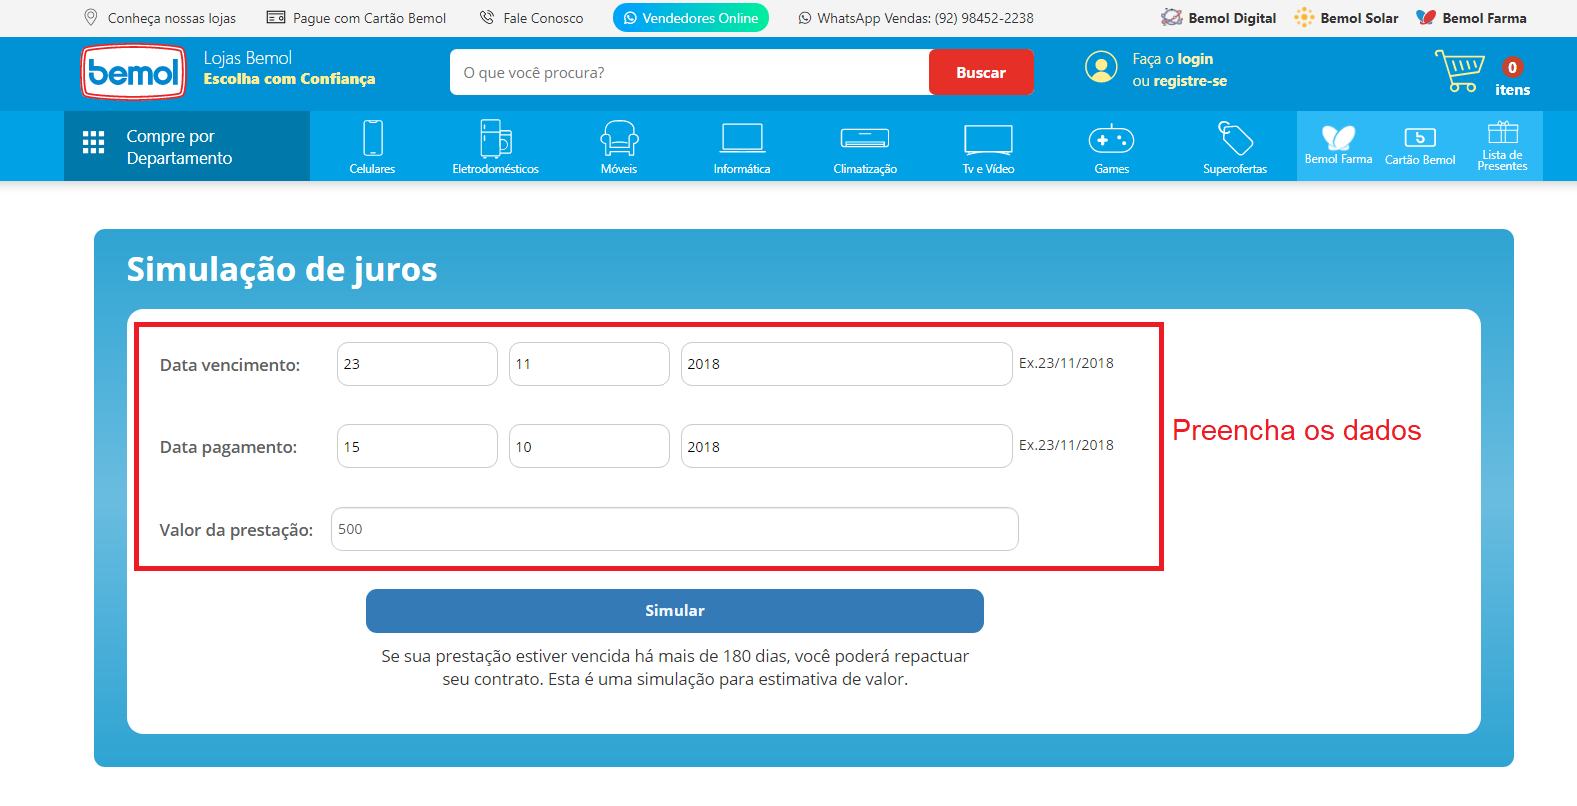 Conheça nossas lojas
Pague com Cartão Bemol
Fale Conosco
Vendedores Online
WhatsApp Vendas: (92) 98452-2238
Bemol Digital
Bemol Solar
Bemol Farma
bemol
Lojas Bemol
Escolha com Confiança
O que você procura?
Buscar
Faça o login
ou registre-se
0
itens
Compre por
Departamento
Celulares
Eletrodomésticos
Móveis
Informática
Climatização
Tv e Vídeo
Games
Superofertas
Bemol Farma
Cartão Bemol
Lista de
Presentes
Simulação de juros
Data vencimento:
23
11
2018
Ex.23/11/2018
Data pagamento:
15
10
2018
Ex.23/11/2018
Preencha os dados
Valor da prestação:
500
Simular
Se sua prestação estiver vencida há mais de 180 dias, você poderá repactuar
seu contrato. Esta é uma simulação para estimativa de valor.